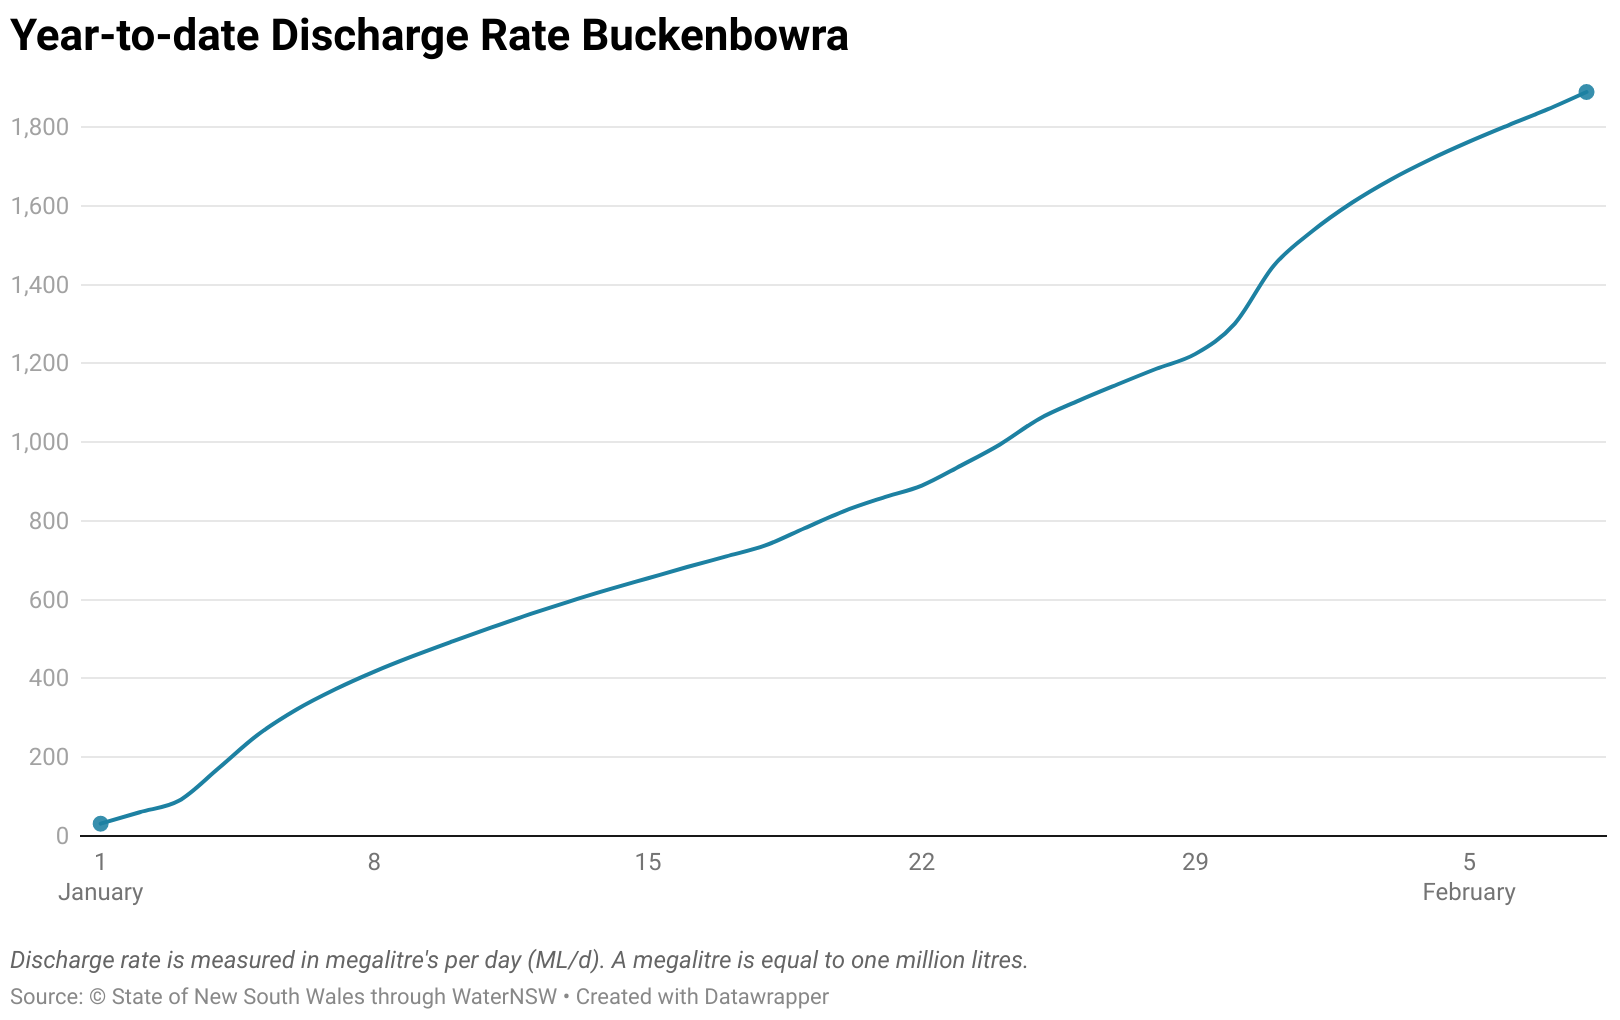 Year-to-date Discharge Rate Buckenbowra
1,800
1,600
1,400
1,200
1,000
800
600
400
200
0
1 8 15 22 29 5
January February
Discharge rate is measured in megalitre's per day (ML/d). A megalitre is equal to one million litres.
Source: © State of New South Wales through WaterNSW • Created with Datawrapper